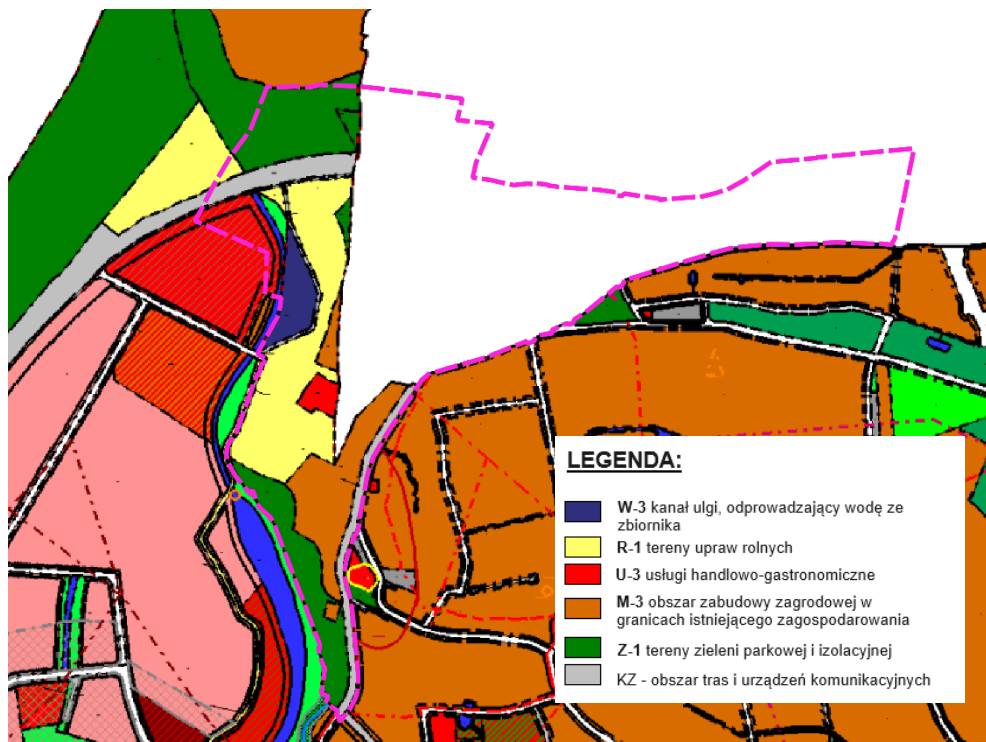 LEGENDA:
W-3 kanał ulgi, odprowadzający wodę ze
zbiornika
R-1 tereny upraw rolnych
U-3 usługi handlowo-gastronomiczne
M-3 obszar zabudowy zagrodowej w
granicach istniejącego zagospodarowania
Z-1 tereny zieleni parkowej i izolacyjnej
KZ - obszar tras i urządzeń komunikacyjnych